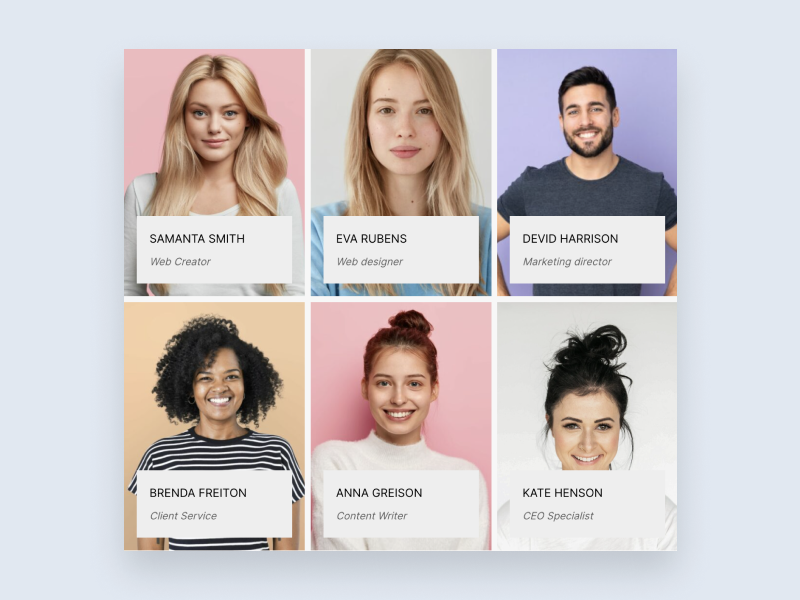 SAMANTA SMITH
Web Creator
EVA RUBENS
Web designer
DEVID HARRISON
Marketing director
BRENDA FREITON
Client Service
ANNA GREISON
Content Writer
KATE HENSON
CEO Specialist